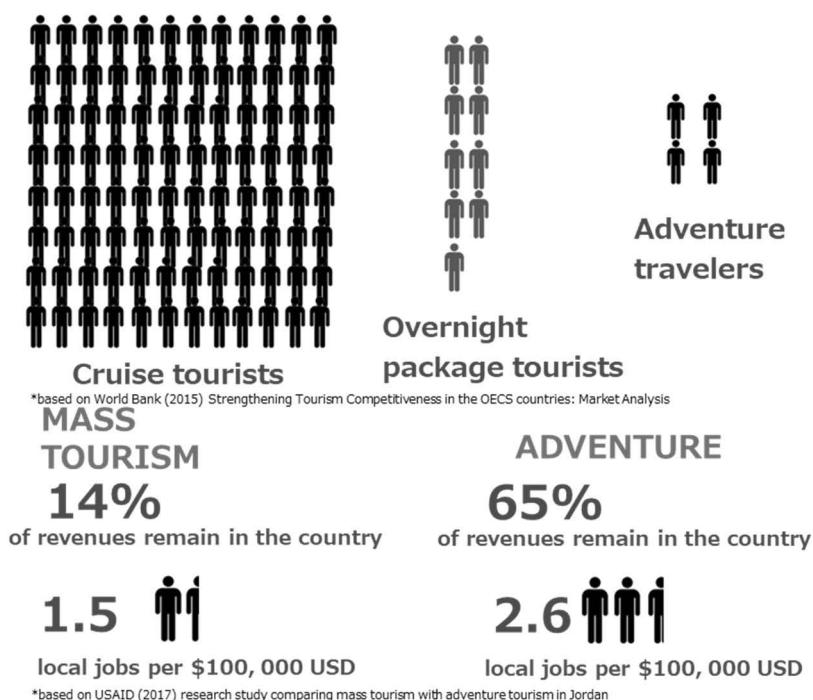 Cruise tourists
Overnight
package tourists
Adventure
travelers
*based on World Bank (2015) Strengthening Tourism Competitiveness in the OECS countries: Market Analysis
MASS
TOURISM
14%
of revenues remain in the country
1.5
local jobs per $100, 000 USD
ADVENTURE
65%
of revenues remain in the country
2.6
local jobs per $100, 000 USD
*based on USAID (2017) research study comparing mass tourism with adventure tourism in Jordan